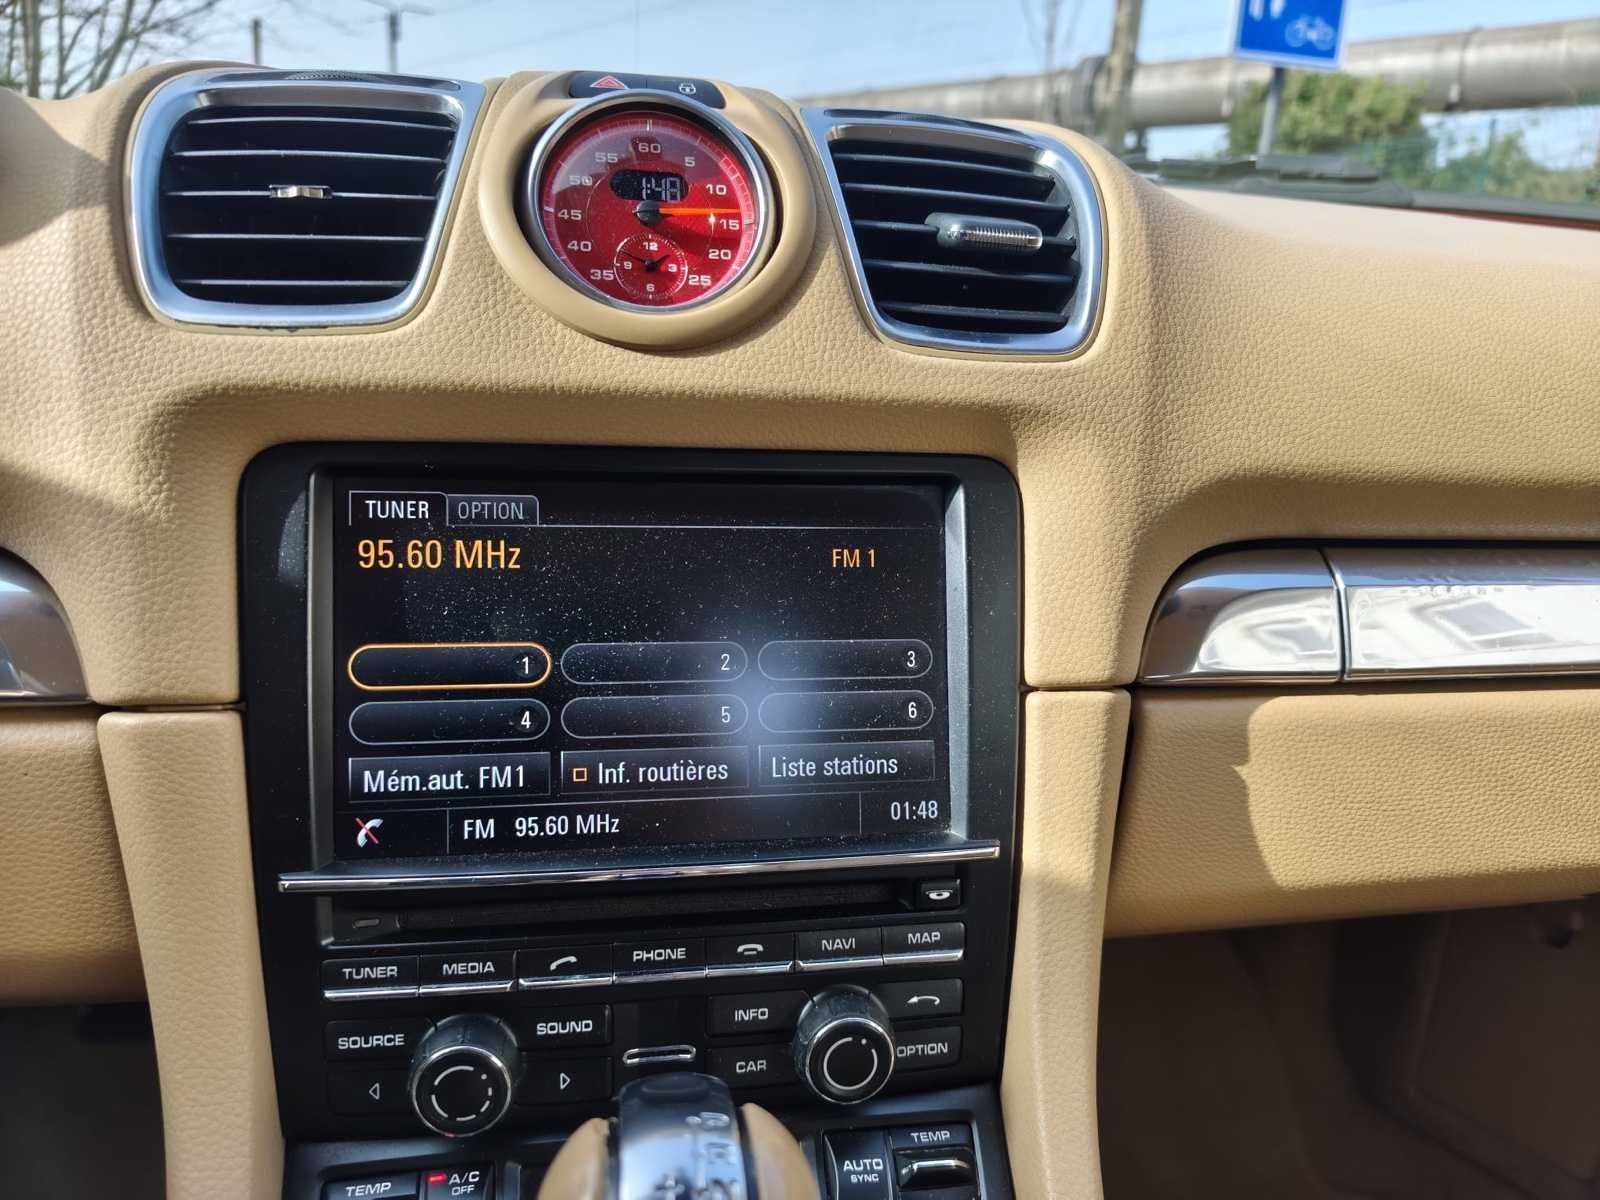 60
55
5
50
1:48
10
45
15
40
12
20
9
3
35
6
25
TUNER
OPTION
95.60 MHz
FM 1
1
2
3
4
5
6
Mém.aut. FM1
Inf. routières
Liste stations
FM 95.60 MHz
01:48
TUNER
MEDIA
PHONE
NAVI
MAP
SOURCE
SOUND
INFO
CAR
OPTION
TEMP
A/C
OFF
AUTO
SYNC
TEMP